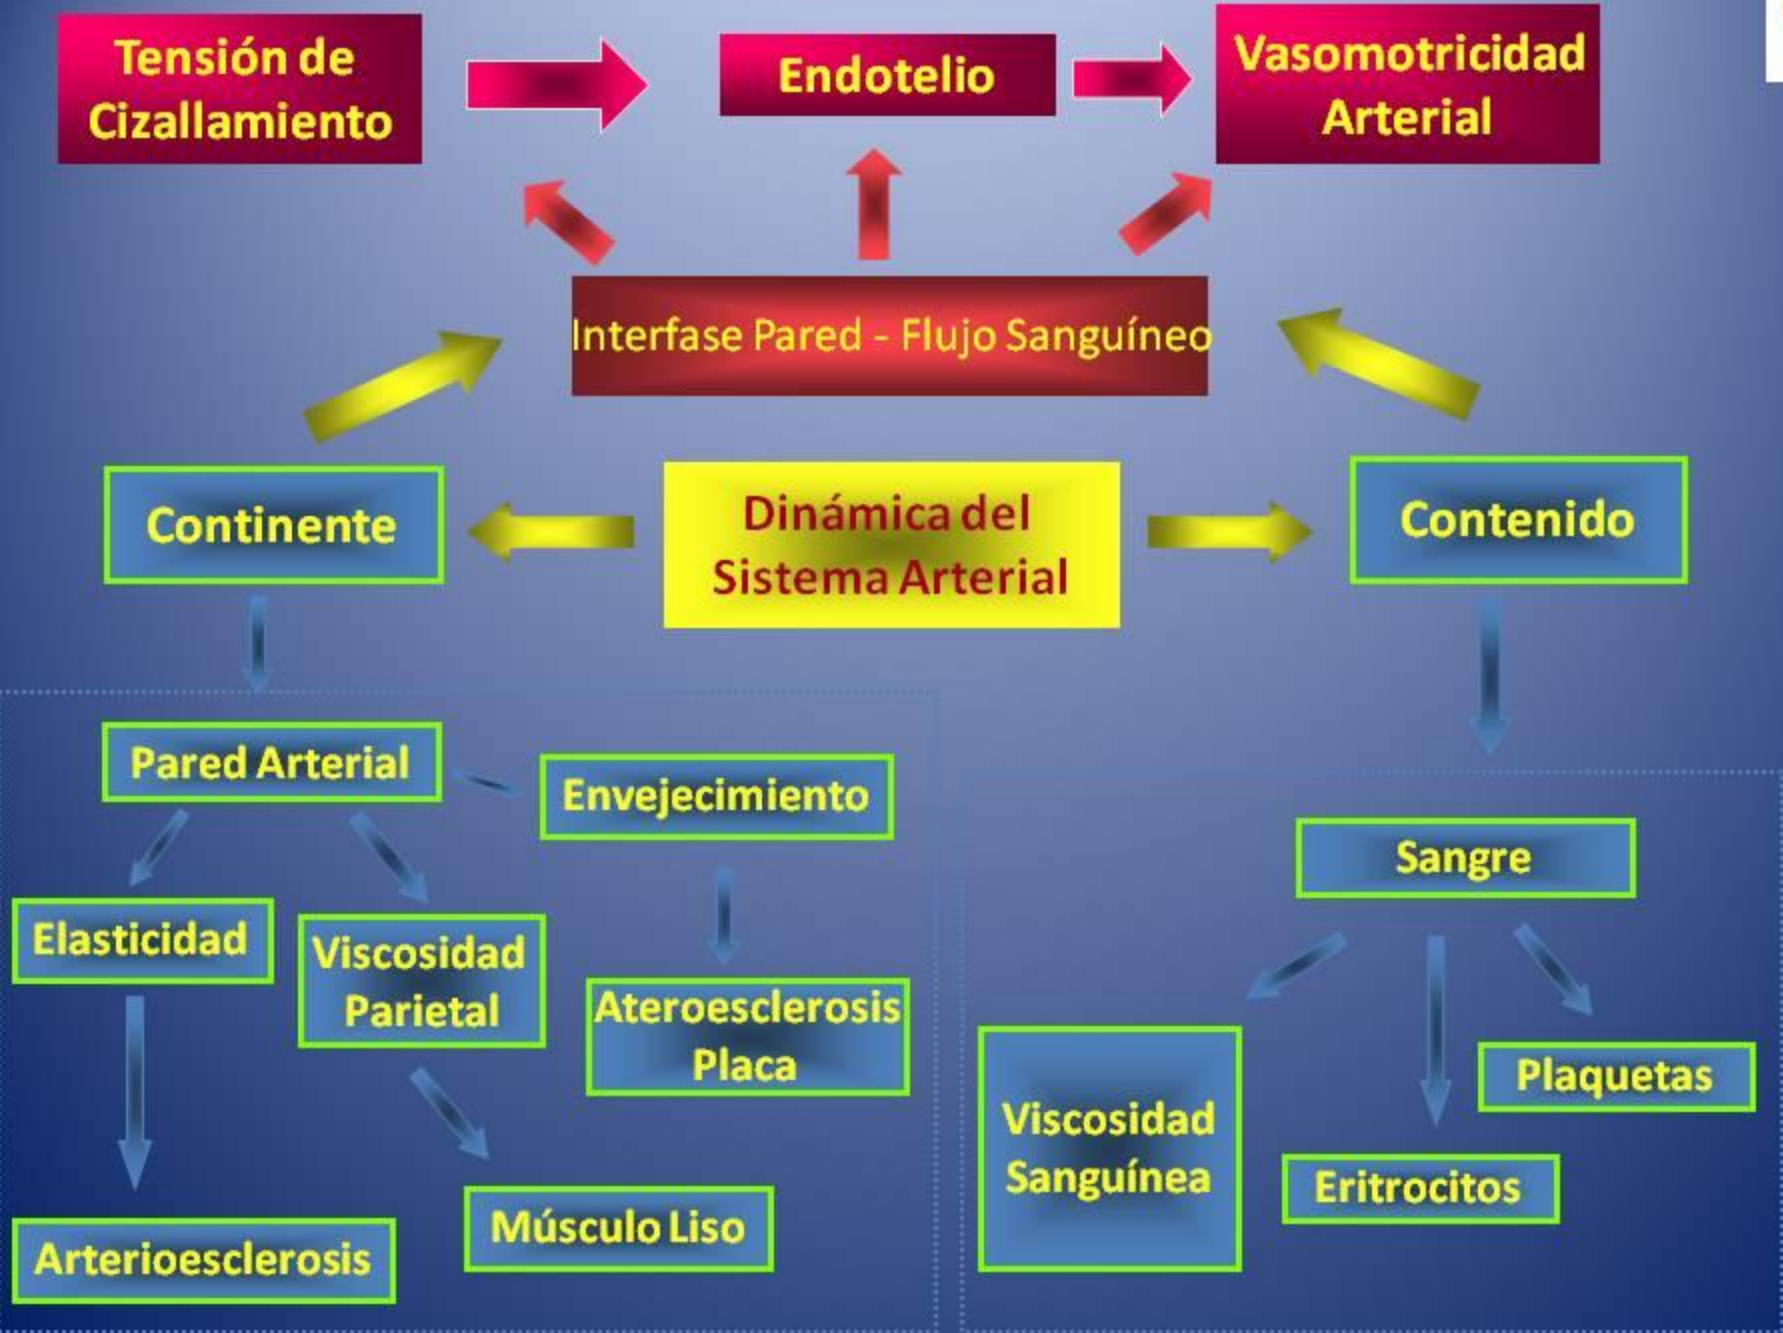 Tensión de
Cizallamiento
Endotelio
Vasomotricidad
Arterial
Interfase Pared - Flujo Sanguíneo
Continente
Dinámica del
Sistema Arterial
Contenido
Pared Arterial
Envejecimiento
Sangre
Elasticidad
Viscosidad
Parietal
Ateroesclerosis
Placa
Viscosidad
Sanguínea
Plaquetas
Eritrocitos
Músculo Liso
Arterioesclerosis